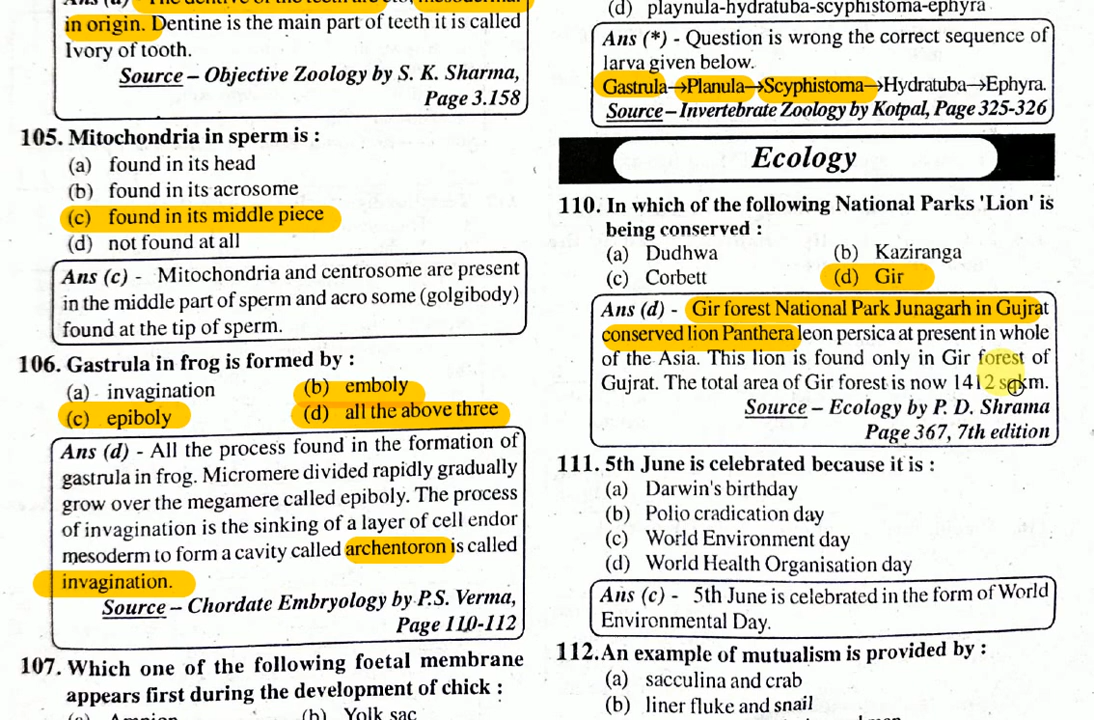 in origin. Dentine is the main part of teeth it is called
Ivory of tooth.
Source – Objective Zoology by S. K. Sharma,
Page 3.158
105. Mitochondria in sperm is :
(a) found in its head
(b) found in its acrosome
(c) found in its middle piece
(d) not found at all
Ans (c) - Mitochondria and centrosome are present
in the middle part of sperm and acro some (golgibody)
found at the tip of sperm.
106. Gastrula in frog is formed by :
(a) invagination (b) emboly
(c) epiboly (d) all the above three
Ans (d) - All the process found in the formation of
gastrula in frog. Micromere divided rapidly gradually
grow over the megamere called epiboly. The process
of invagination is the sinking of a layer of cell endor
mesoderm to form a cavity called archentoron is called
invagination.
Source – Chordate Embryology by P.S. Verma,
Page 110-112
107. Which one of the following foetal membrane
appears first during the development of chick :
(a) Amnion (b) Yolk sac
(d) playnula-hydratuba-scyphistoma-ephyra
Ans (*) - Question is wrong the correct sequence of
larva given below.
Gastrula→Planula→Scyphistoma→Hydratuba→Ephyra.
Source – Invertebrate Zoology by Kotpal, Page 325-326
Ecology
110. In which of the following National Parks 'Lion' is
being conserved :
(a) Dudhwa (b) Kaziranga
(c) Corbett (d) Gir
Ans (d) - Gir forest National Park Junagarh in Gujrat
conserved lion Panthera leon persica at present in whole
of the Asia. This lion is found only in Gir forest of
Gujrat. The total area of Gir forest is now 1412 sqkm.
Source – Ecology by P. D. Shrama
Page 367, 7th edition
111. 5th June is celebrated because it is :
(a) Darwin's birthday
(b) Polio cradication day
(c) World Environment day
(d) World Health Organisation day
Ans (c) - 5th June is celebrated in the form of World
Environmental Day.
112. An example of mutualism is provided by :
(a) sacculina and crab
(b) liner fluke and snail